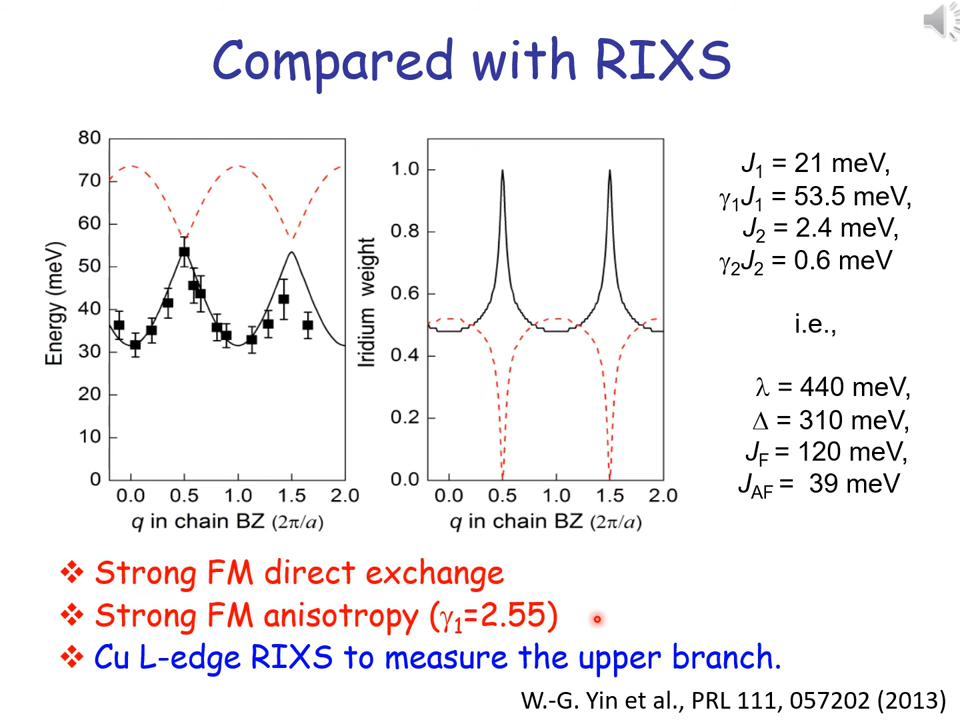 Compared with RIXS
80
70
60
50
40
30
20
10
0
Energy (meV)
0.0 0.5 1.0 1.5 2.0
q in chain BZ (2π/a)
1.0
0.8
0.6
0.4
0.2
0.0
Iridium weight
0.0 0.5 1.0 1.5 2.0
q in chain BZ (2π/a)
J₁ = 21 meV,
γ₁J₁ = 53.5 meV,
J₂ = 2.4 meV,
γ₂J₂ = 0.6 meV
i.e.,
λ = 440 meV,
Δ = 310 meV,
J_F = 120 meV,
J_AF = 39 meV
❖ Strong FM direct exchange
❖ Strong FM anisotropy (γ₁=2.55)
❖ Cu L-edge RIXS to measure the upper branch.
W.-G. Yin et al., PRL 111, 057202 (2013)